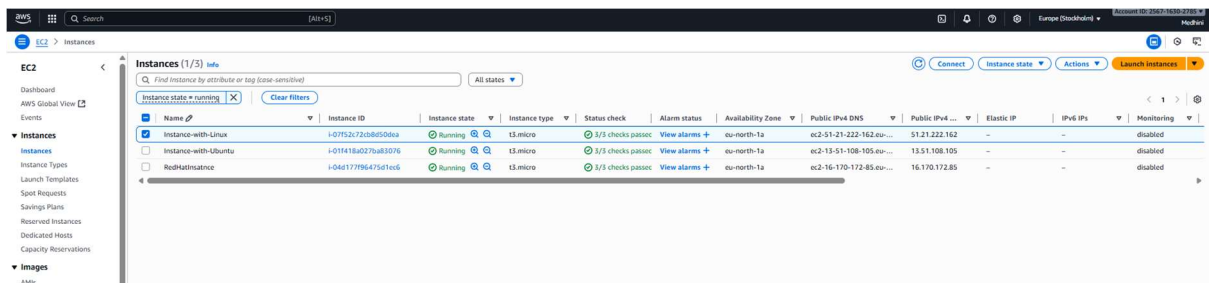 aws Search [Alt+S] Europe (Stockholm) Account ID: 2567-1630-2785
Medhini
EC2 > Instances
EC2
Dashboard
AWS Global View
Events
Instances
Instances
Instance Types
Launch Templates
Spot Requests
Savings Plans
Reserved Instances
Dedicated Hosts
Capacity Reservations
Images
AMIs
Instances (1/3) Info Connect Instance state Actions Launch instances
Find Instance by attribute or tag (case-sensitive) All states
Instance state = running X Clear filters 1
Name Instance ID Instance state Instance type Status check Alarm status Availability Zone Public IPv4 DNS Public IPv4 ... Elastic IP IPv6 IPs Monitoring
Instance-with-Linux i-07f52c72cb8d50dea Running t3.micro 3/3 checks passec View alarms + eu-north-1a ec2-51-21-222-162.eu-... 51.21.222.162 – – disabled
Instance-with-Ubuntu i-01f418a027ba83076 Running t3.micro 3/3 checks passec View alarms + eu-north-1a ec2-13-51-108-105.eu-... 13.51.108.105 – – disabled
RedHatInsatnce i-04d177f96475d1ec6 Running t3.micro 3/3 checks passec View alarms + eu-north-1a ec2-16-170-172-85.eu-... 16.170.172.85 – – disabled